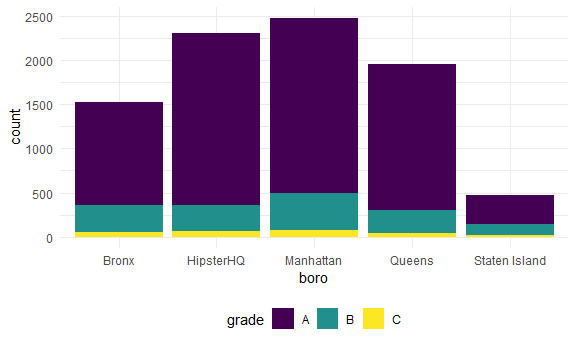 2500
2000
1500
1000
500
0
count
Bronx HipsterHQ Manhattan Queens Staten Island
boro
grade A B C